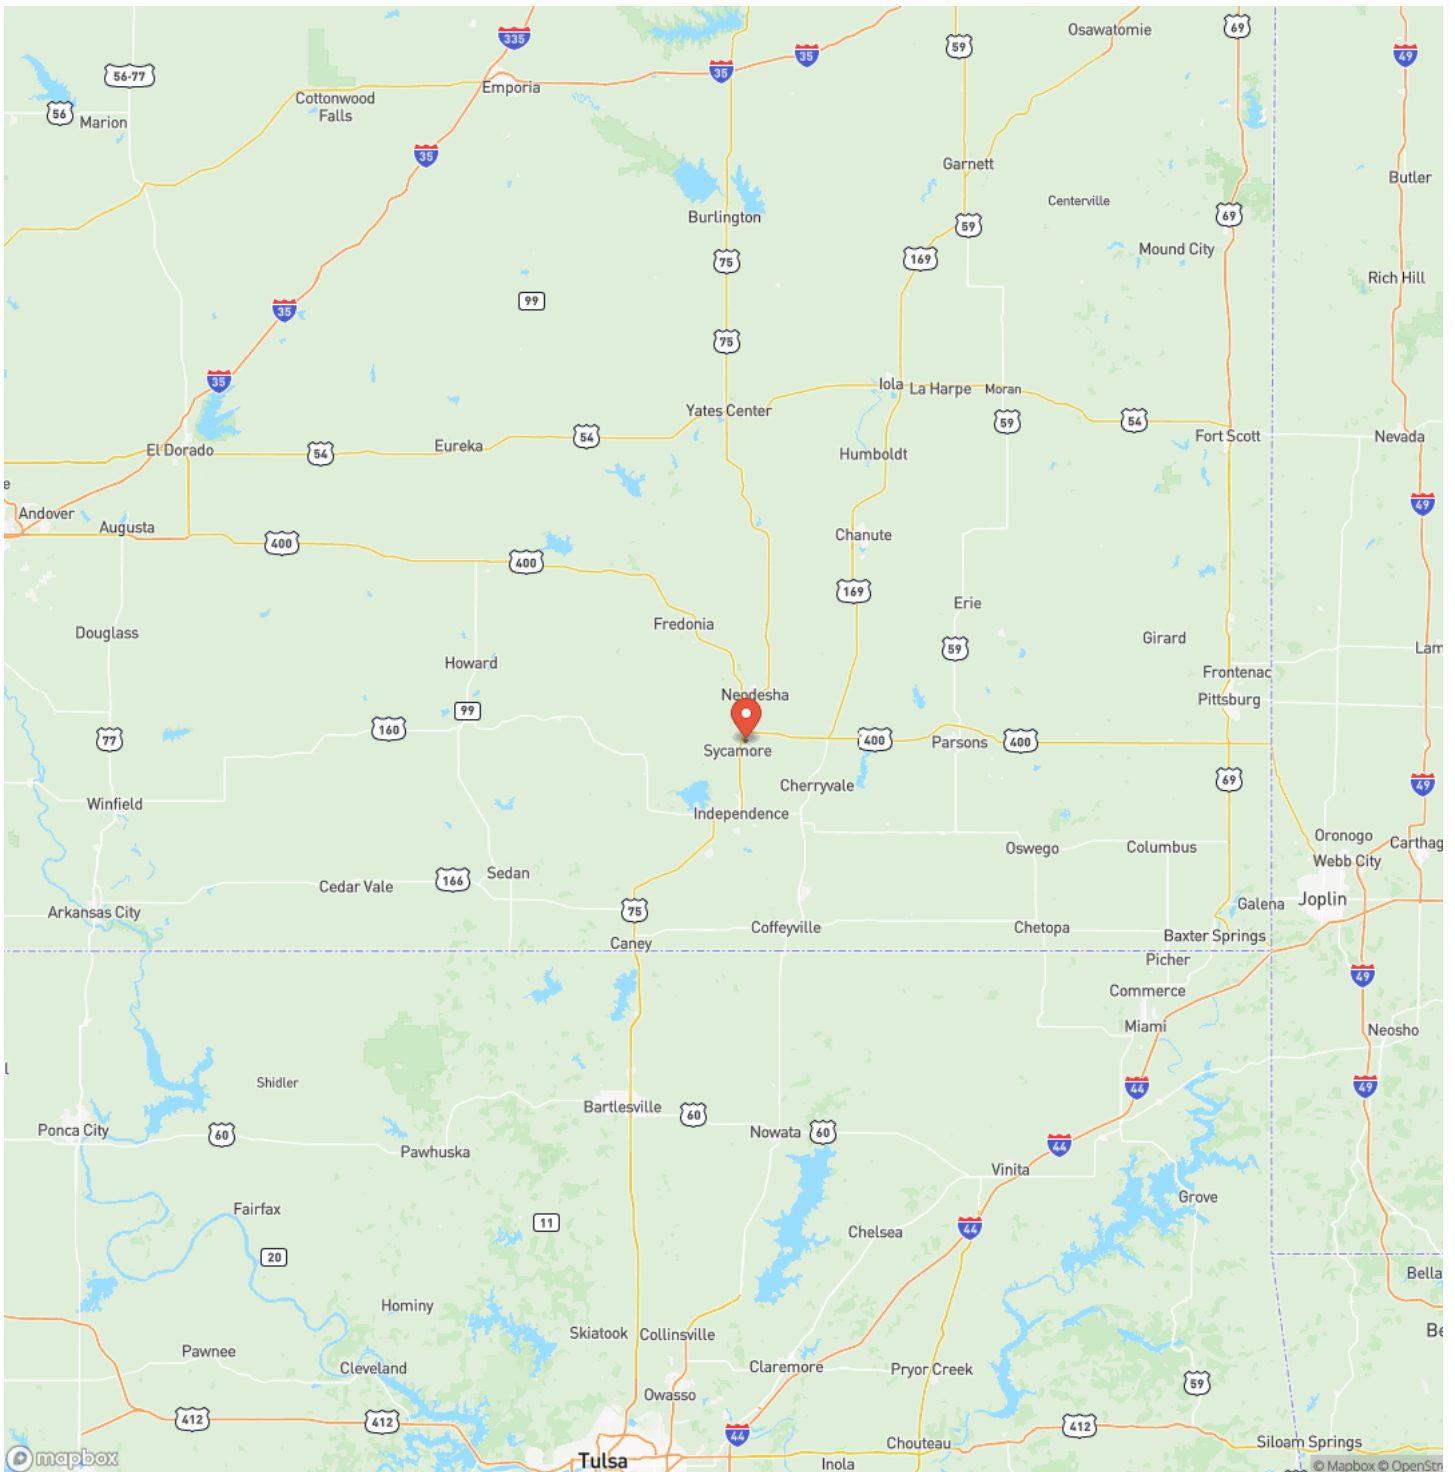 335
69
Osawatomie
59
49
35
35
56-77
Emporia
Cottonwood
Falls
56
Marion
35
Garnett
Butler
Centerville
Burlington
69
59
Mound City
169
75
Rich Hill
99
35
75
35
Iola
La Harpe
Moran
Yates Center
59
54
54
Fort Scott
Nevada
El Dorado
54
Eureka
Humboldt
e
49
Andover
Augusta
Chanute
400
400
169
Erie
Fredonia
Douglass
Girard
59
Lam
Howard
Frontenac
Neodesha
Pittsburg
99
160
77
Sycamore
400
Parsons
400
Cherryvale
69
49
Winfield
Independence
Oronogo
Carthag
Oswego
Columbus
Webb City
Sedan
166
Cedar Vale
Joplin
Galena
Arkansas City
75
Coffeyville
Chetopa
Caney
Baxter Springs
Picher
49
Commerce
Miami
Neosho
l
Shidler
44
49
Bartlesville
60
Ponca City
60
Nowata
60
Pawhuska
44
Vinita
Grove
Fairfax
11
44
Chelsea
20
Bella
Hominy
Skiatook
Collinsville
Be
Pawnee
Cleveland
Claremore
Pryor Creek
59
Owasso
412
412
44
412
Chouteau
Siloam Springs
Tulsa
Inola
mapbox
© Mapbox © OpenStr